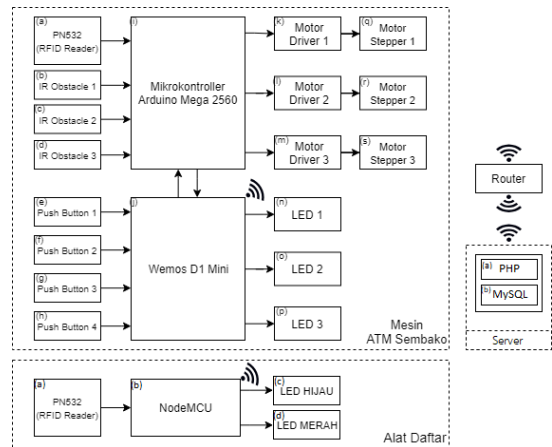 (a)
PN532
(RFID Reader)
(b)
IR Obstacle 1
(c)
IR Obstacle 2
(d)
IR Obstacle 3
(i)
Mikrokontroller
Arduino Mega 2560
(k)
Motor
Driver 1
(q)
Motor
Stepper 1
(l)
Motor
Driver 2
(r)
Motor
Stepper 2
(m)
Motor
Driver 3
(s)
Motor
Stepper 3
(e)
Push Button 1
(f)
Push Button 2
(g)
Push Button 3
(h)
Push Button 4
(j)
Wemos D1 Mini
(n)
LED 1
(o)
LED 2
(p)
LED 3
Mesin
ATM Sembako
Router
(a)
PHP
(b)
MySQL
Server
(a)
PN532
(RFID Reader)
(b)
NodeMCU
(c)
LED HIJAU
(d)
LED MERAH
Alat Daftar